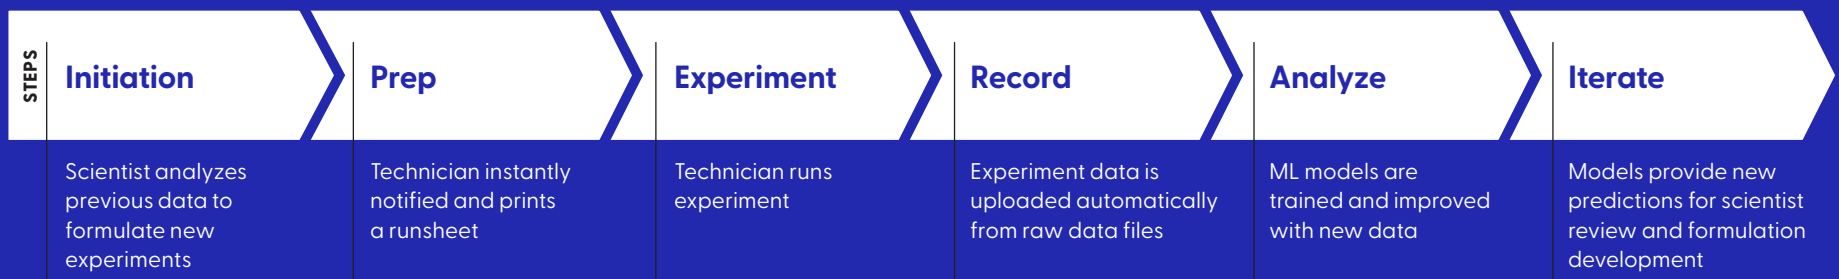 STEPS
Initiation
Prep
Experiment
Record
Analyze
Iterate
Scientist analyzes
previous data to
formulate new
experiments
Technician instantly
notified and prints
a runsheet
Technician runs
experiment
Experiment data is
uploaded automatically
from raw data files
ML models are
trained and improved
with new data
Models provide new
predictions for scientist
review and formulation
development